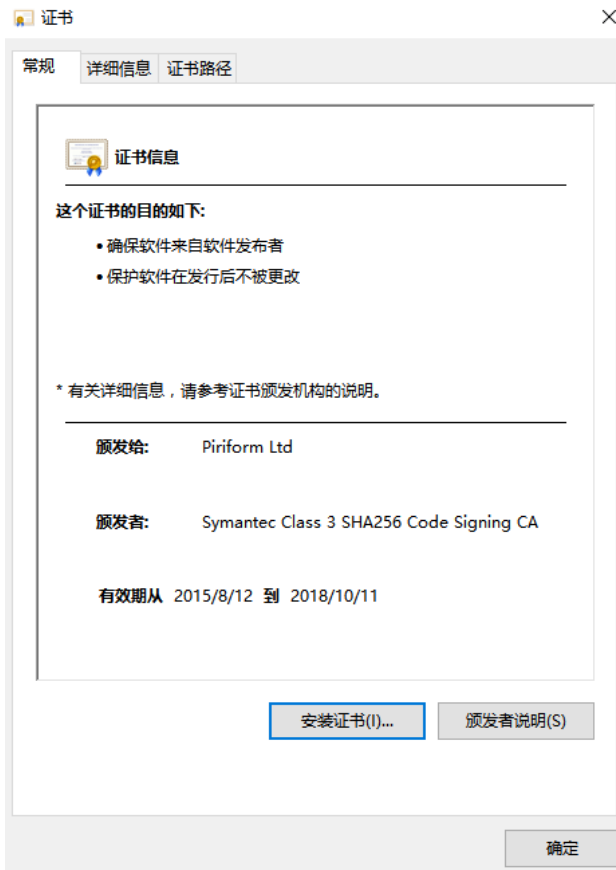 证书
常规 详细信息 证书路径
证书信息
这个证书的目的如下:
• 确保软件来自软件发布者
• 保护软件在发行后不被更改
* 有关详细信息，请参考证书颁发机构的说明。
颁发给: Piriform Ltd
颁发者: Symantec Class 3 SHA256 Code Signing CA
有效期从 2015/8/12 到 2018/10/11
安装证书(I)... 颁发者说明(S)
确定